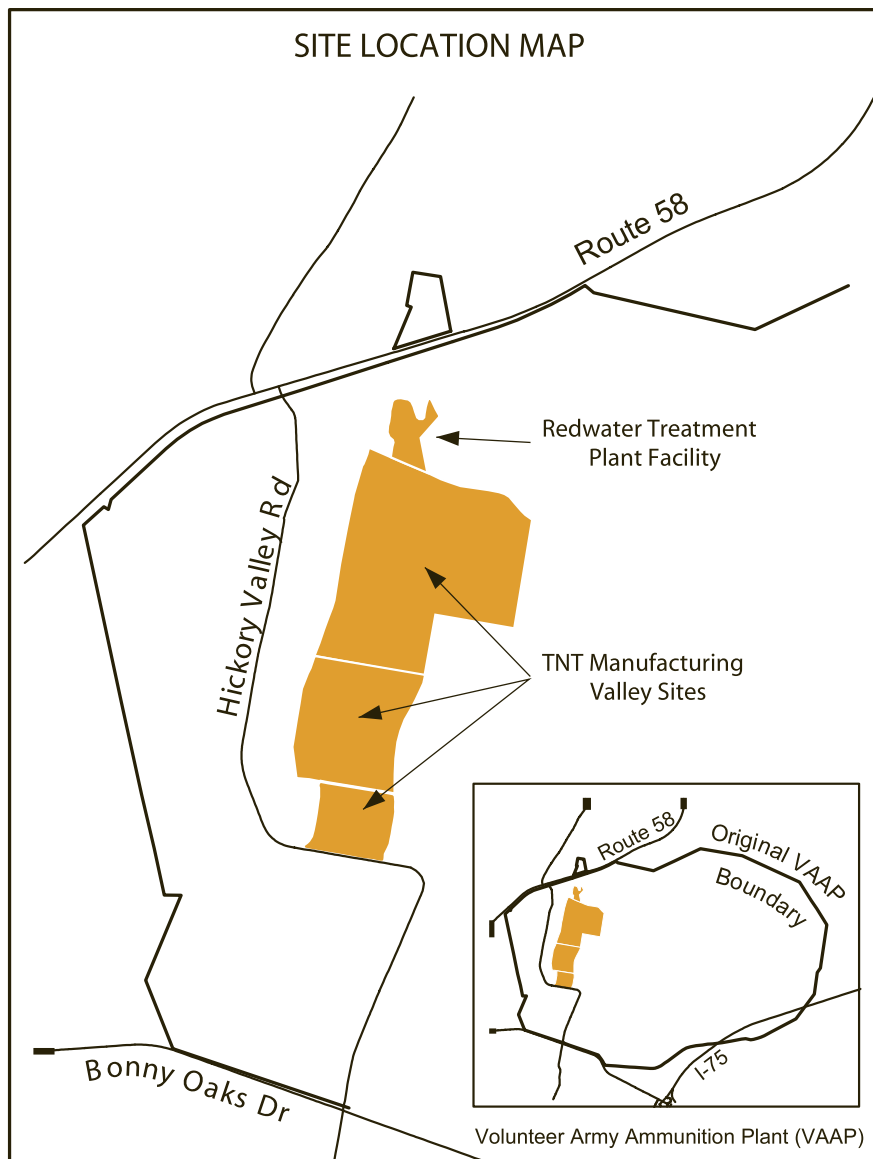 SITE LOCATION MAP
Route 58
Redwater Treatment
Plant Facility
Hickory Valley Rd
TNT Manufacturing
Valley Sites
Route 58
Original VAAP
Boundary
I-75
Bonny Oaks Dr
Volunteer Army Ammunition Plant (VAAP)